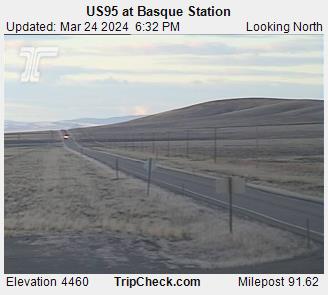 US95 at Basque Station
Updated: Mar 24 2024 6:32 PM Looking North
Elevation 4460 TripCheck.com Milepost 91.62